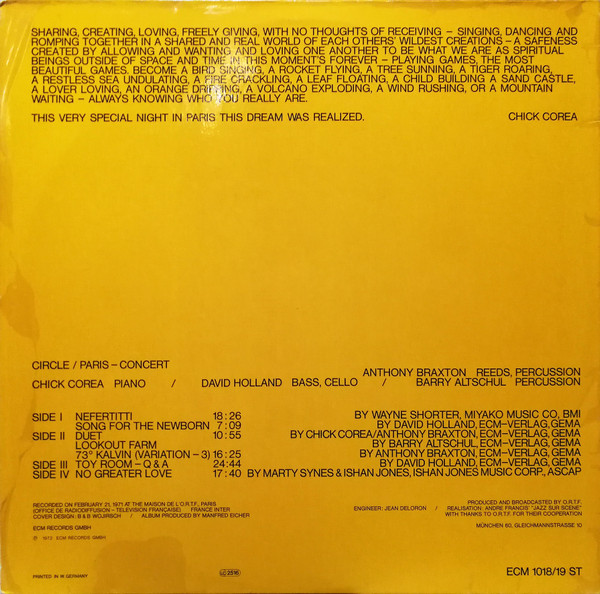 SHARING, CREATING, LOVING, FREELY GIVING, WITH NO THOUGHTS OF RECEIVING – SINGING, DANCING AND
ROMPING TOGETHER IN A SHARED AND REAL WORLD OF EACH OTHERS' WILDEST CREATIONS – A SAFENESS
CREATED BY ALLOWING AND WANTING AND LOVING ONE ANOTHER TO BE WHAT WE ARE AS SPIRITUAL
BEINGS OUTSIDE OF SPACE AND TIME IN THIS MOMENT'S FOREVER – PLAYING GAMES, THE MOST
BEAUTIFUL GAMES. BECOME A BIRD SINGING, A ROCKET FLYING, A TREE SUNNING, A TIGER ROARING,
A RESTLESS SEA UNDULATING, A FIRE CRACKLING, A LEAF FLOATING, A CHILD BUILDING A SAND CASTLE,
A LOVER LOVING, AN ORANGE DRIPPING, A VOLCANO EXPLODING, A WIND RUSHING, OR A MOUNTAIN
WAITING – ALWAYS KNOWING WHO YOU REALLY ARE.
THIS VERY SPECIAL NIGHT IN PARIS THIS DREAM WAS REALIZED. CHICK COREA
CIRCLE / PARIS – CONCERT
ANTHONY BRAXTON REEDS, PERCUSSION
CHICK COREA PIANO / DAVID HOLLAND BASS, CELLO / BARRY ALTSCHUL PERCUSSION
SIDE I NEFERTITTI 18:26 BY WAYNE SHORTER, MIYAKO MUSIC CO, BMI
SONG FOR THE NEWBORN 7:09 BY DAVID HOLLAND, ECM–VERLAG, GEMA
SIDE II DUET 10:55 BY CHICK COREA/ANTHONY BRAXTON, ECM–VERLAG, GEMA
LOOKOUT FARM BY BARRY ALTSCHUL, ECM–VERLAG, GEMA
73° KALVIN (VARIATION – 3) 16:25 BY ANTHONY BRAXTON, ECM–VERLAG, GEMA
SIDE III TOY ROOM – Q & A 24:44 BY DAVID HOLLAND, ECM–VERLAG, GEMA
SIDE IV NO GREATER LOVE 17:40 BY MARTY SYNES & ISHAN JONES, ISHAN JONES MUSIC CORP., ASCAP
RECORDED ON FEBRUARY 21, 1971 AT THE MAISON DE L'O.R.T.F., PARIS
(OFFICE DE RADIODIFFUSION – TELEVISION FRANÇAISE) FRANCE INTER
COVER DESIGN: B & B WOJIRSCH / ALBUM PRODUCED BY MANFRED EICHER
PRODUCED AND BROADCASTED BY O.R.T.F.
ENGINEER: JEAN DELORON / REALISATION: ANDRE FRANCIS' "JAZZ SUR SCENE"
WITH THANKS TO O.R.T.F. FOR THEIR COOPERATION
ECM RECORDS GMBH
MÜNCHEN 60, GLEICHMANNSTRASSE 10
℗ 1972 ECM RECORDS GMBH
PRINTED IN W. GERMANY
LC 2516
ECM 1018/19 ST